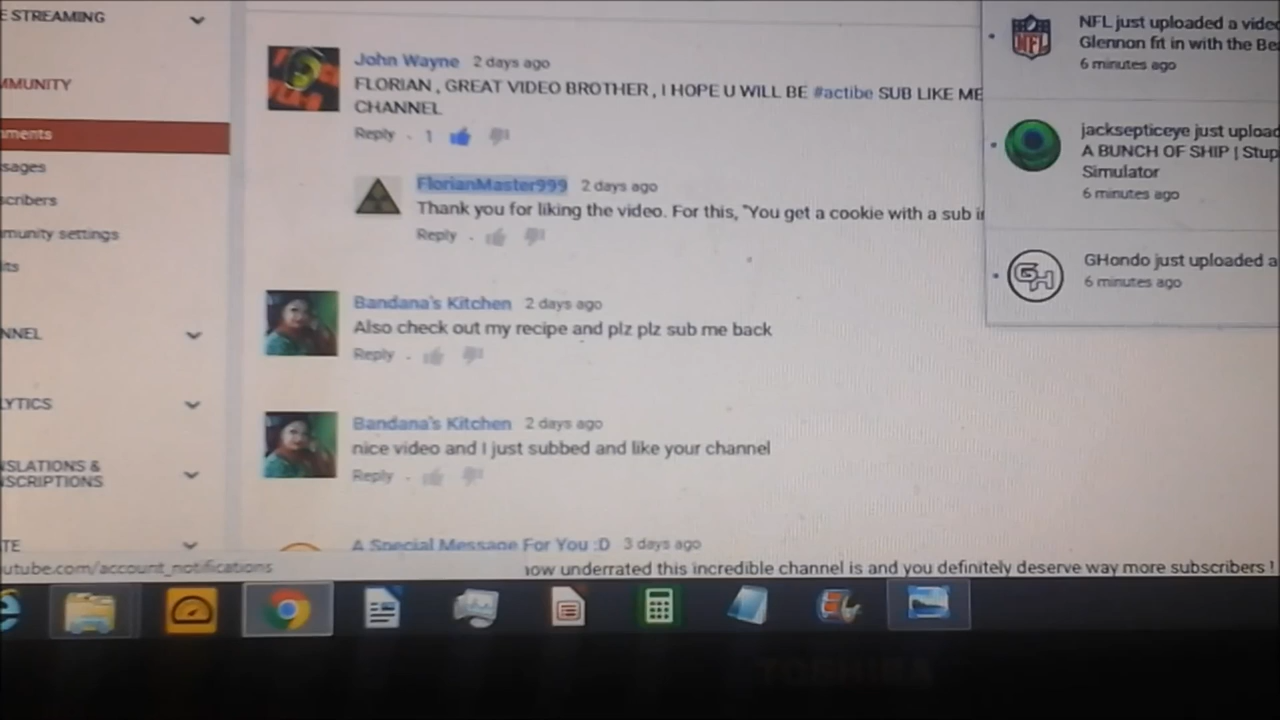 E STREAMING
MMUNITY
ments
sages
scribers
munity settings
its
NNEL
LYTICS
NSLATIONS &
NSCRIPTIONS
TE
utube.com/account_notifications
John Wayne 2 days ago
FLORIAN , GREAT VIDEO BROTHER , I HOPE U WILL BE #actibe SUB LIKE ME
CHANNEL
Reply . 1
FlorianMaster999 2 days ago
Thank you for liking the video. For this, "You get a cookie with a sub i
Reply .
Bandana's Kitchen 2 days ago
Also check out my recipe and plz plz sub me back
Reply .
Bandana's Kitchen 2 days ago
nice video and I just subbed and like your channel
Reply .
A Special Message For You :D 3 days ago
now underrated this incredible channel is and you definitely deserve way more subscribers !
NFL just uploaded a video
Glennon fit in with the Be
6 minutes ago
jacksepticeye just upload
A BUNCH OF SHIP | Stup
Simulator
6 minutes ago
GHondo just uploaded a
6 minutes ago
NFL
GH
TOSHIBA